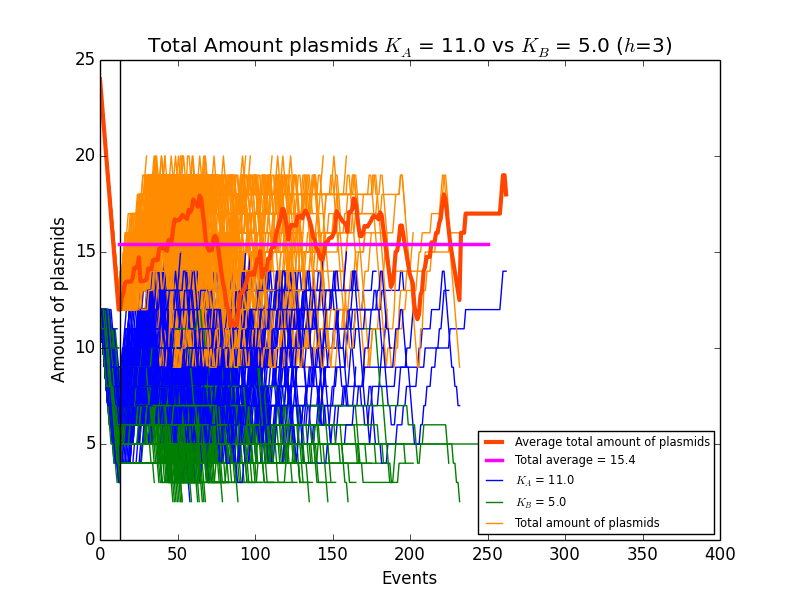 Total Amount plasmids K_A = 11.0 vs K_B = 5.0 (h=3)
Amount of plasmids
25
20
15
10
5
0
0 50 100 150 200 250 300 350 400
Events
Average total amount of plasmids
Total average = 15.4
K_A = 11.0
K_B = 5.0
Total amount of plasmids